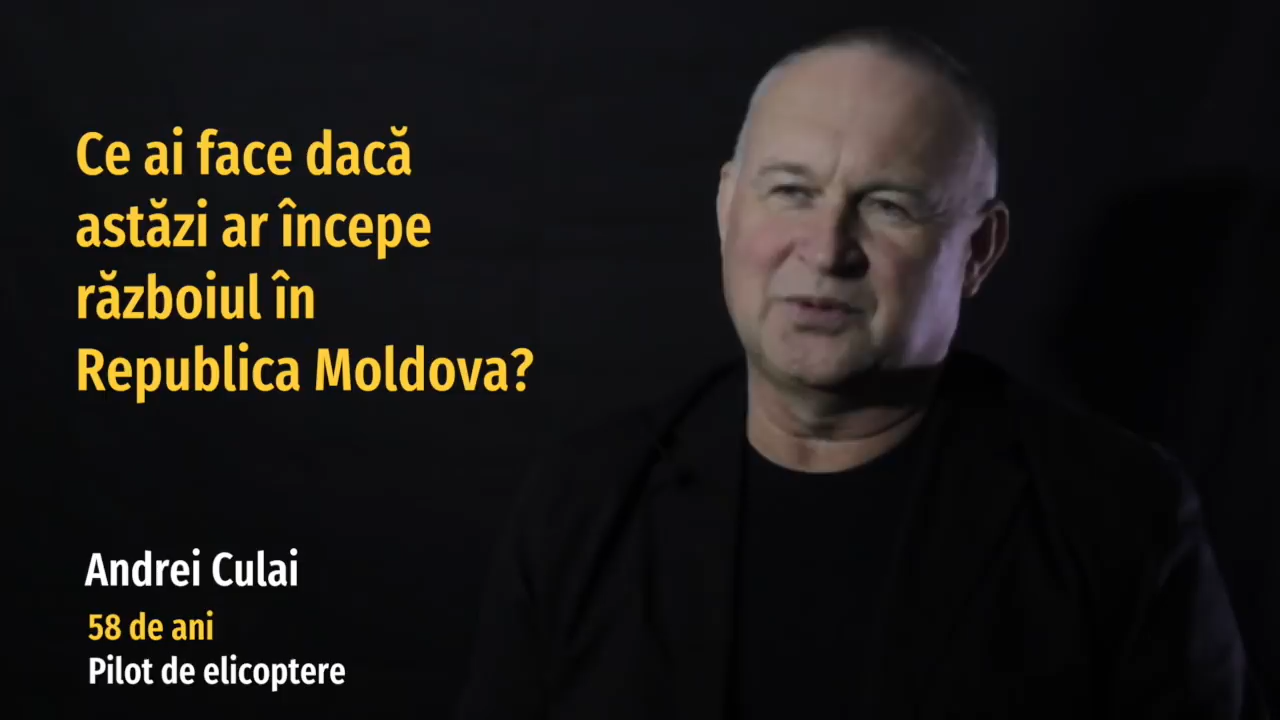 Ce ai face dacă
astăzi ar începe
războiul în
Republica Moldova?
Andrei Culai
58 de ani
Pilot de elicoptere